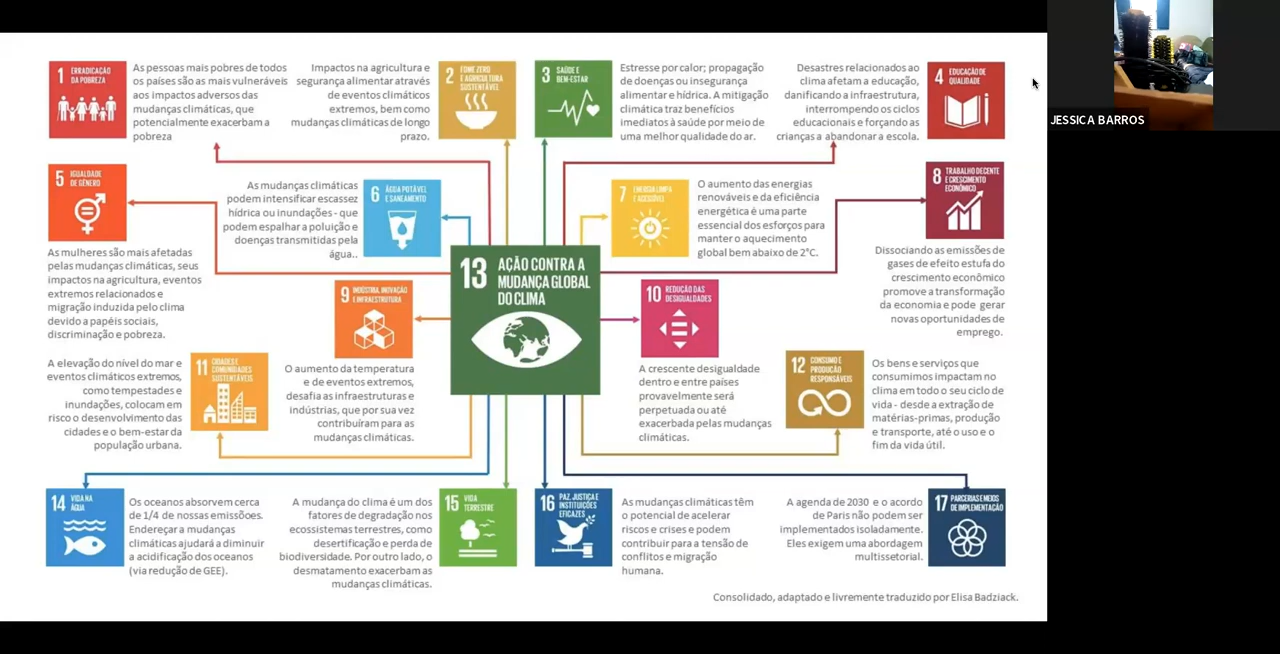 1 ERRADICAÇÃO
DA POBREZA
As pessoas mais pobres de todos
os países são as mais vulneráveis
aos impactos adversos das
mudanças climáticas, que
potencialmente exacerbam a
pobreza
Impactos na agricultura e
segurança alimentar através
de eventos climáticos
extremos, bem como
mudanças climáticas de longo
prazo.
2 FOME ZERO
E AGRICULTURA
SUSTENTÁVEL
3 SAÚDE E
BEM-ESTAR
Estresse por calor; propagação
de doenças ou insegurança
alimentar e hídrica. A mitigação
climática traz benefícios
imediatos à saúde por meio de
uma melhor qualidade do ar.
Desastres relacionados ao
clima afetam a educação,
danificando a infraestrutura,
interrompendo os ciclos
educacionais e forçando as
crianças a abandonar a escola.
4 EDUCAÇÃO DE
QUALIDADE
JESSICA BARROS
5 IGUALDADE
DE GÊNERO
As mulheres são mais afetadas
pelas mudanças climáticas, seus
impactos na agricultura, eventos
extremos relacionados e
migração induzida pelo clima
devido a papéis sociais,
discriminação e pobreza.
As mudanças climáticas
podem intensificar escassez
hídrica ou inundações - que
podem espalhar a poluição e
doenças transmitidas pela
água..
6 ÁGUA POTÁVEL
E SANEAMENTO
7 ENERGIA LIMPA
E ACESSÍVEL
O aumento das energias
renováveis e da eficiência
energética é uma parte
essencial dos esforços para
manter o aquecimento
global bem abaixo de 2°C.
8 TRABALHO DECENTE
E CRESCIMENTO
ECONÔMICO
Dissociando as emissões de
gases de efeito estufa do
crescimento econômico
promove a transformação
da economia e pode gerar
novas oportunidades de
emprego.
13 AÇÃO CONTRA A
MUDANÇA GLOBAL
DO CLIMA
9 INDÚSTRIA, INOVAÇÃO
E INFRAESTRUTURA
O aumento da temperatura
e de eventos extremos,
desafia as infraestruturas e
indústrias, que por sua vez
contribuíram para as
mudanças climáticas.
10 REDUÇÃO DAS
DESIGUALDADES
A crescente desigualdade
dentro e entre países
provavelmente será
perpetuada ou até
exacerbada pelas mudanças
climáticas.
A elevação do nível do mar e
eventos climáticos extremos,
como tempestades e
inundações, colocam em
risco o desenvolvimento das
cidades e o bem-estar da
população urbana.
11 CIDADES E
COMUNIDADES
SUSTENTÁVEIS
12 CONSUMO E
PRODUÇÃO
RESPONSÁVEIS
Os bens e serviços que
consumimos impactam no
clima em todo o seu ciclo de
vida - desde a extração de
matérias-primas, produção
e transporte, até o uso e o
fim da vida útil.
14 VIDA NA
ÁGUA
Os oceanos absorvem cerca
de 1/4 de nossas emissões.
Endereçar a mudanças
climáticas ajudará a diminuir
a acidificação dos oceanos
(via redução de GEE).
A mudança do clima é um dos
fatores de degradação nos
ecossistemas terrestres, como
desertificação e perda de
biodiversidade. Por outro lado, o
desmatamento exacerbam as
mudanças climáticas.
15 VIDA
TERRESTRE
16 PAZ, JUSTIÇA E
INSTITUIÇÕES
EFICAZES
As mudanças climáticas têm
o potencial de acelerar
riscos e crises e podem
contribuir para a tensão de
conflitos e migração
humana.
A agenda de 2030 e o acordo
de Paris não podem ser
implementados isoladamente.
Eles exigem uma abordagem
multissetorial.
17 PARCERIAS E MEIOS
DE IMPLEMENTAÇÃO
Consolidado, adaptado e livremente traduzido por Elisa Badziack.